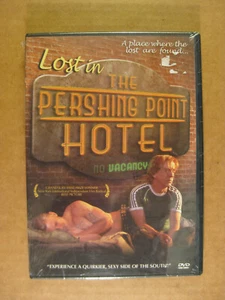 A place where the
lost are found...
Lost in
THE
PERSHING POINT
HOTEL
NO VACANCY
"EXPERIENCE A QUIRKIER, SEXY SIDE OF THE SOUTH!"
DVD